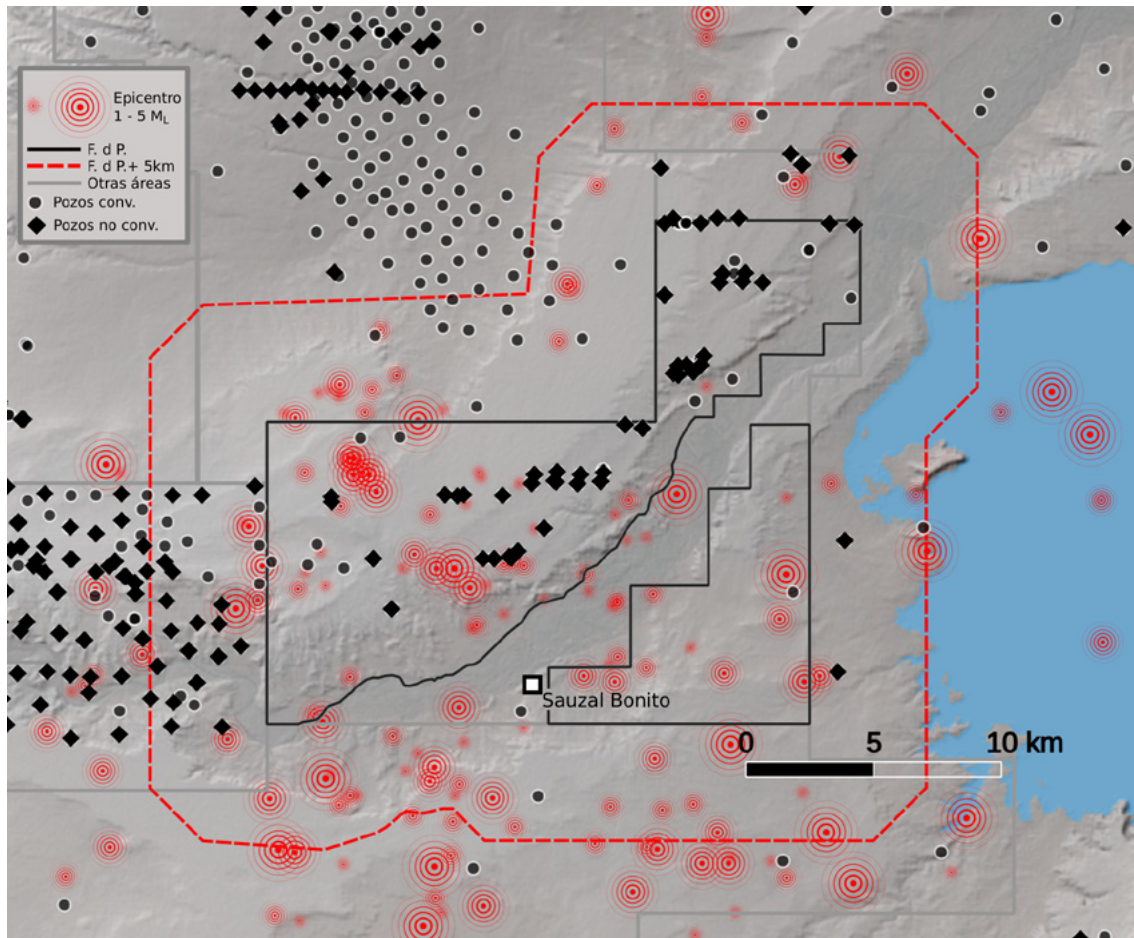 Epicentro
1 - 5 ML
F. d P.
F. d P.+ 5km
Otras áreas
Pozos conv.
Pozos no conv.
Sauzal Bonito
0 5 10 km